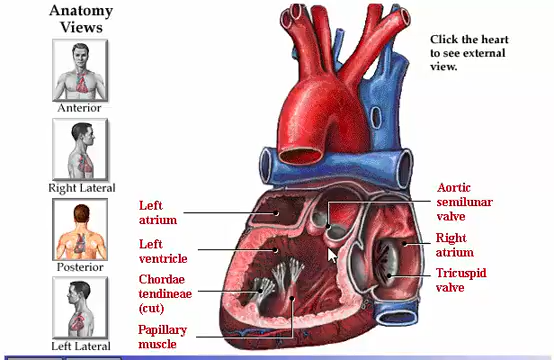 Anatomy
Views
Anterior
Right Lateral
Posterior
Left Lateral
Click the heart
to see external
view.
Left
atrium
Left
ventricle
Chordae
tendineae
(cut)
Papillary
muscle
Aortic
semilunar
valve
Right
atrium
Tricuspid
valve